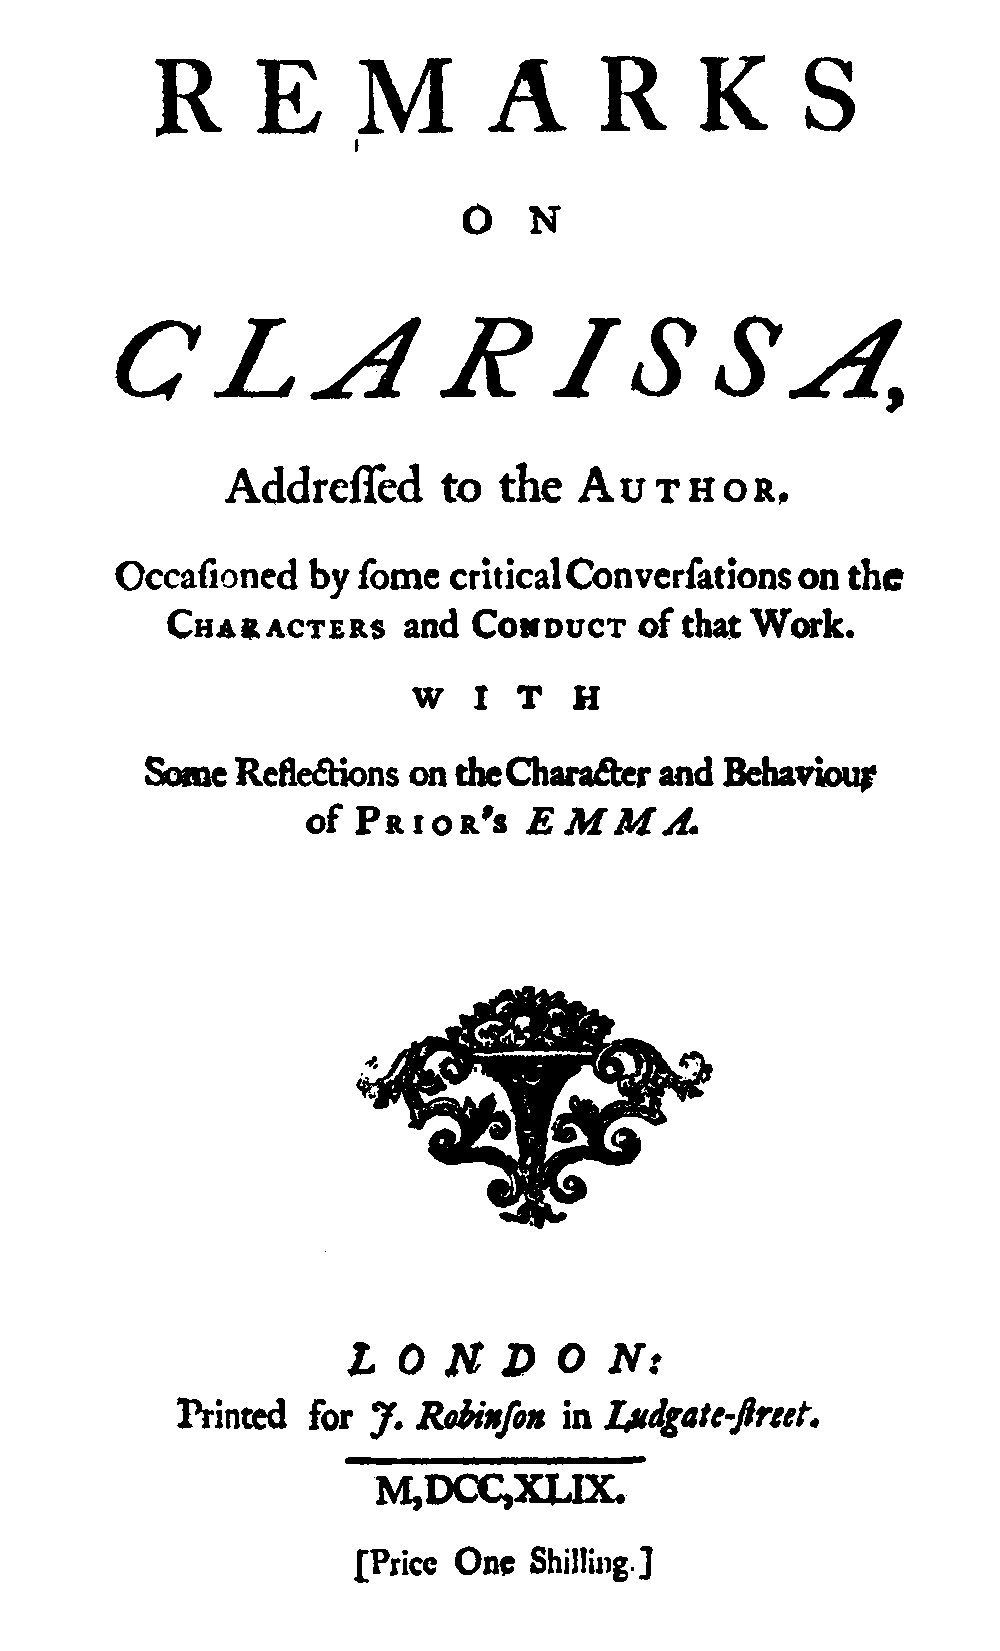 REMARKS
ON
CLARISSA,
Addreſſed to the AUTHOR.
Occaſioned by ſome critical Converſations on the
CHARACTERS and CONDUCT of that Work.
WITH
Some Reflections on the Character and Behaviour
of PRIOR's EMMA.
LONDON:
Printed for J. Robinſon in Ludgate-ſtreet.
M,DCC,XLIX.
[Price One Shilling.]